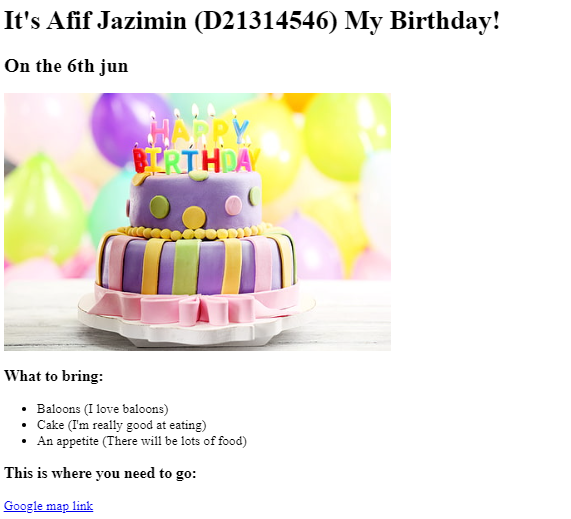 It's Afif Jazimin (D21314546) My Birthday!
On the 6th jun
HAPPY
BIRTHDAY
What to bring:
• Baloons (I love baloons)
• Cake (I'm really good at eating)
• An appetite (There will be lots of food)
This is where you need to go:
Google map link